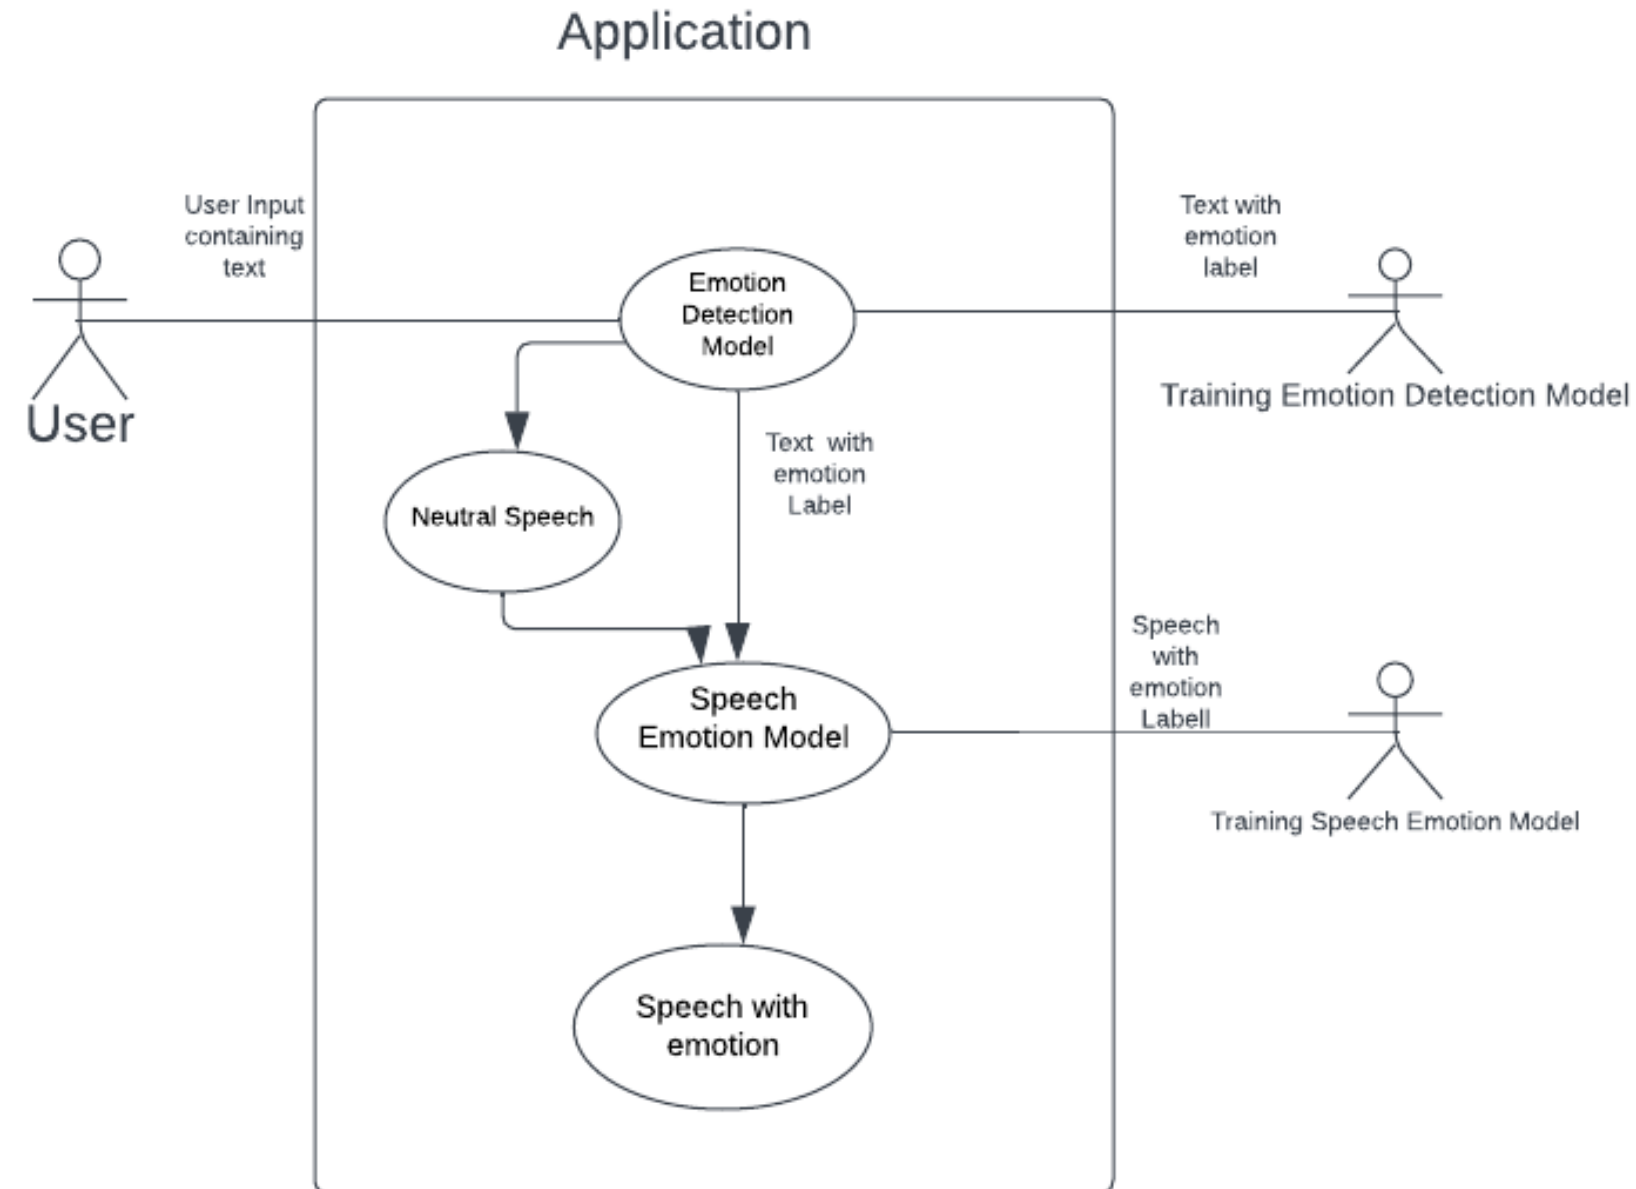 Application
User Input
containing
text
Text with
emotion
label
Emotion
Detection
Model
User
Training Emotion Detection Model
Text with
emotion
Label
Neutral Speech
Speech
with
emotion
Labell
Speech
Emotion Model
Training Speech Emotion Model
Speech with
emotion